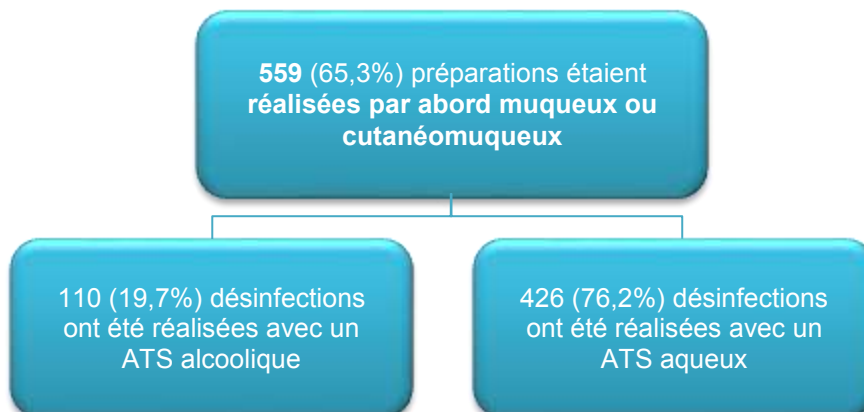 559 (65,3%) préparations étaient
réalisées par abord muqueux ou
cutanéomuqueux
110 (19,7%) désinfections
ont été réalisées avec un
ATS alcoolique
426 (76,2%) désinfections
ont été réalisées avec un
ATS aqueux